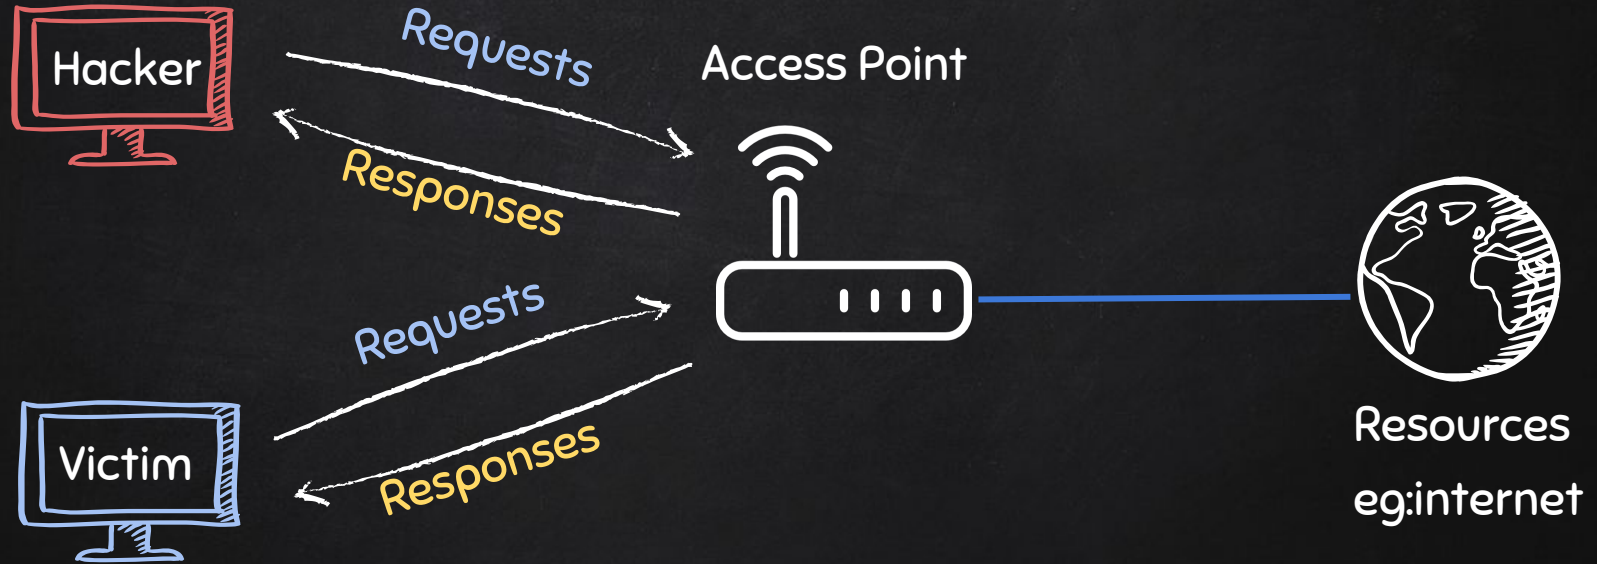 Hacker
Requests
Responses
Access Point
Requests
Responses
Victim
Resources
eg:internet